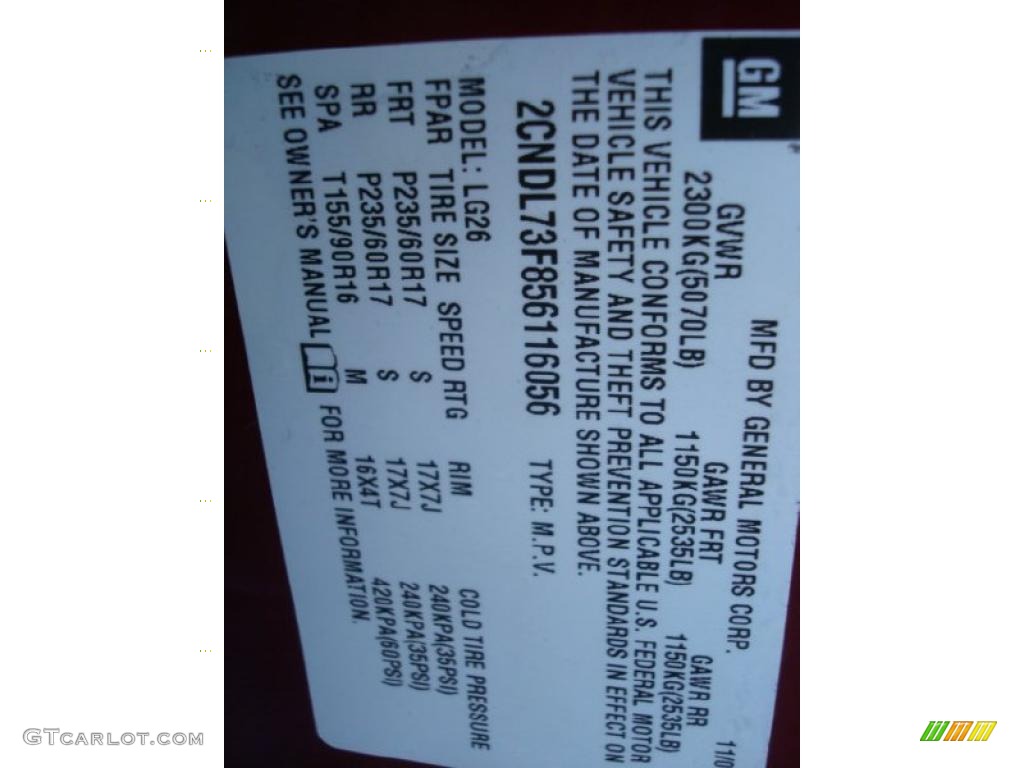 GM
MFD BY GENERAL MOTORS CORP. 11/0
GVWR GAWR FRT GAWR RR
2300KG(5070LB) 1150KG(2535LB) 1150KG(2535LB)
THIS VEHICLE CONFORMS TO ALL APPLICABLE U.S. FEDERAL MOTOR
VEHICLE SAFETY AND THEFT PREVENTION STANDARDS IN EFFECT ON
THE DATE OF MANUFACTURE SHOWN ABOVE.
2CNDL73F856116056 TYPE: M.P.V.
MODEL: LG26
FPAR TIRE SIZE SPEED RTG RIM COLD TIRE PRESSURE
FRT P235/60R17 S 17X7J 240KPA(35PSI)
RR P235/60R17 S 17X7J 240KPA(35PSI)
SPA T155/90R16 M 16X4T 420KPA(60PSI)
SEE OWNER'S MANUAL i FOR MORE INFORMATION.
GTCARLOT.COM